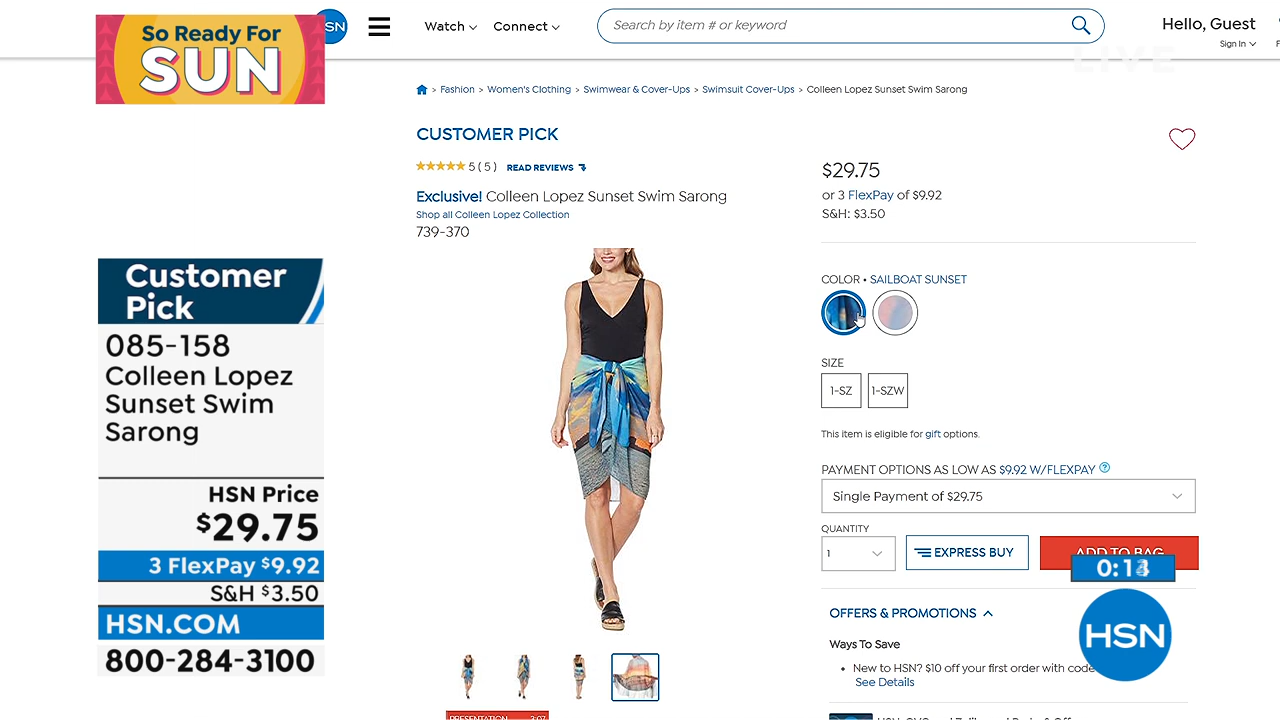 So Ready For
SUN
HSN
Watch
Connect
Search by item # or keyword
Hello, Guest
Sign In
LIVE
> Fashion > Women's Clothing > Swimwear & Cover-Ups > Swimsuit Cover-Ups > Colleen Lopez Sunset Swim Sarong
CUSTOMER PICK
5 ( 5 ) READ REVIEWS
Exclusive! Colleen Lopez Sunset Swim Sarong
Shop all Colleen Lopez Collection
739-370
$29.75
or 3 FlexPay of $9.92
S&H: $3.50
COLOR • SAILBOAT SUNSET
SIZE
1-SZ
1-SZW
This item is eligible for gift options.
PAYMENT OPTIONS AS LOW AS $9.92 W/FLEXPAY ?
Single Payment of $29.75
QUANTITY
1
EXPRESS BUY
ADD TO BAG
OFFERS & PROMOTIONS
Ways To Save
• New to HSN? $10 off your first order with code
See Details
Customer
Pick
085-158
Colleen Lopez
Sunset Swim
Sarong
HSN Price
$29.75
3 FlexPay $9.92
S&H $3.50
HSN.COM
800-284-3100
PRESENTATION 3:07
HSN